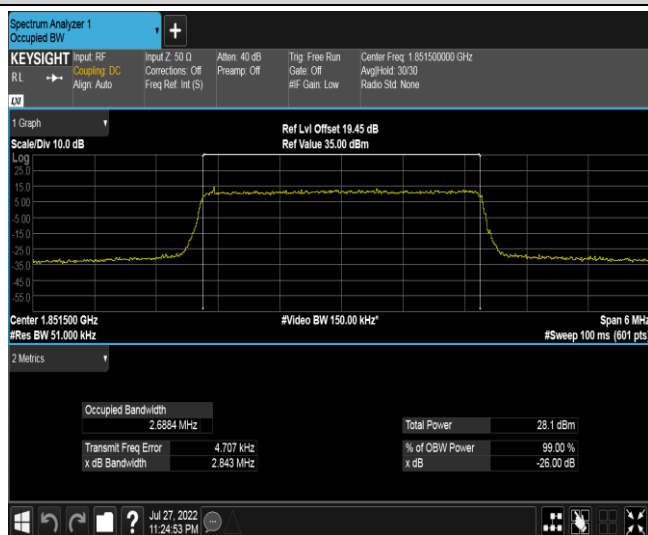 Spectrum Analyzer 1
Occupied BW
+
KEYSIGHT
RL
LXI
Input: RF
Coupling: DC
Align: Auto
Input Z: 50 Ω
Corrections: Off
Freq Ref: Int (S)
Atten: 40 dB
Preamp: Off
Trig: Free Run
Gate: Off
#IF Gain: Low
Center Freq: 1.851500000 GHz
Avg|Hold: 30/30
Radio Std: None
1 Graph
Scale/Div 10.0 dB
Ref Lvl Offset 19.45 dB
Ref Value 35.00 dBm
Log
25.0
15.0
5.00
-5.00
-15.0
-25.0
-35.0
-45.0
-55.0
Center 1.851500 GHz
#Res BW 51.000 kHz
#Video BW 150.00 kHz*
Span 6 MHz
#Sweep 100 ms (601 pts)
2 Metrics
Occupied Bandwidth
2.6884 MHz
Transmit Freq Error 4.707 kHz
x dB Bandwidth 2.843 MHz
Total Power 28.1 dBm
% of OBW Power 99.00 %
x dB -26.00 dB
?
Jul 27, 2022
11:24:53 PM